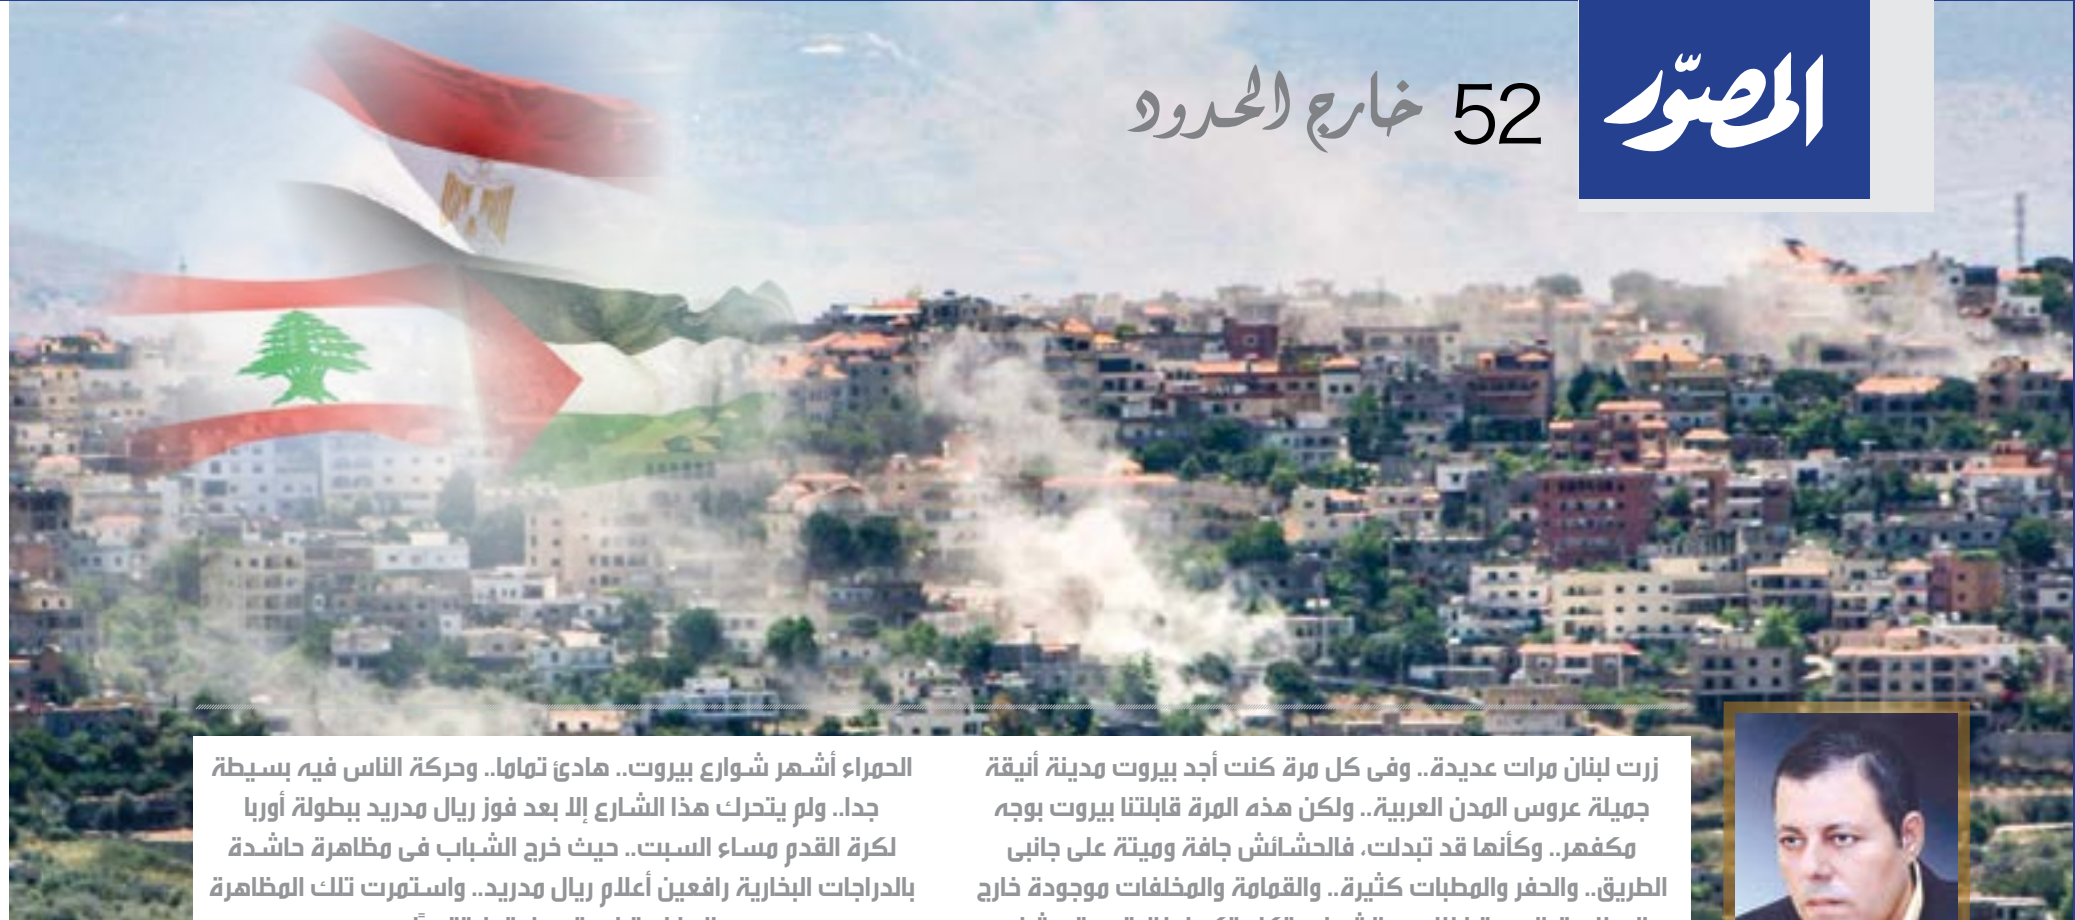 المصوّر
52 خارج الحدود
زرت لبنان مرات عديدة.. وفى كل مرة كنت أجد بيروت مدينة أنيقة
جميلة عروس المدن العربية.. ولكن هذه المرة قابلتنا بيروت بوجه
مكفهر.. وكأنها قد تبدلت، فالحشائش جافة وميتة على جانبى
الطريق.. والحفر والمطبات كثيرة.. والقمامة والمخلفات موجودة خارج
الحمراء أشهر شوارع بيروت.. هادئ تماما.. وحركة الناس فيه بسيطة
جدا.. ولم يتحرك هذا الشارع إلا بعد فوز ريال مدريد ببطولة أوربا
لكرة القدم مساء السبت.. حيث خرج الشباب فى مظاهرة حاشدة
بالدراجات البخارية رافعين أعلام ريال مدريد.. واستمرت تلك المظاهرة